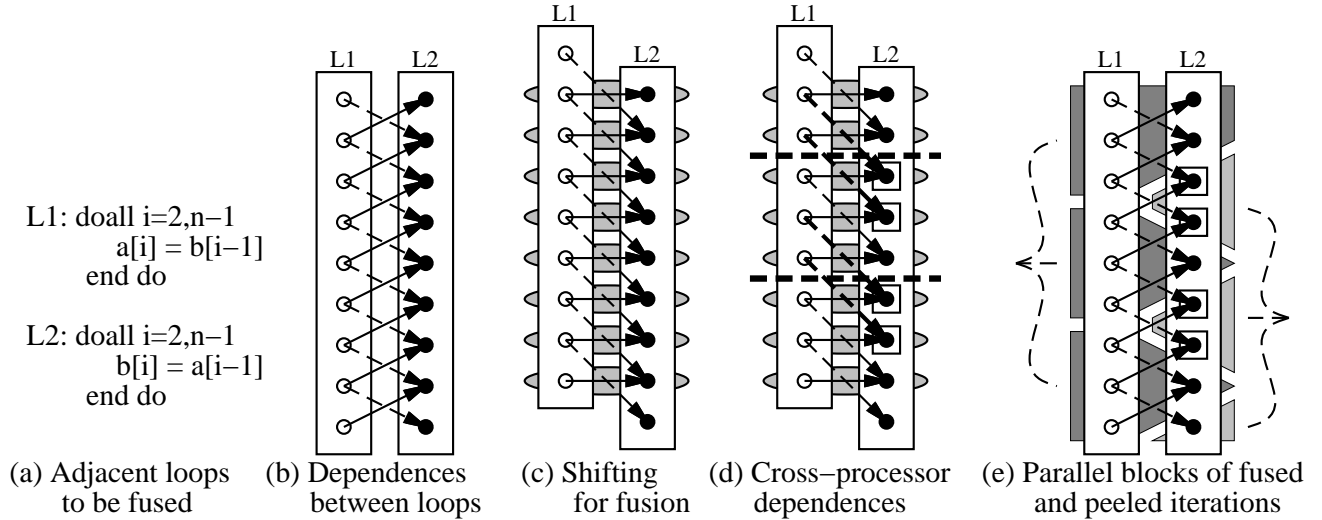 L1: doall i=2,n−1
a[i] = b[i−1]
end do
L2: doall i=2,n−1
b[i] = a[i−1]
end do
(a) Adjacent loops
to be fused
L1 L2
(b) Dependences
between loops
L1
L2
(c) Shifting
for fusion
L1
L2
(d) Cross−processor
dependences
L1 L2
(e) Parallel blocks of fused
and peeled iterations